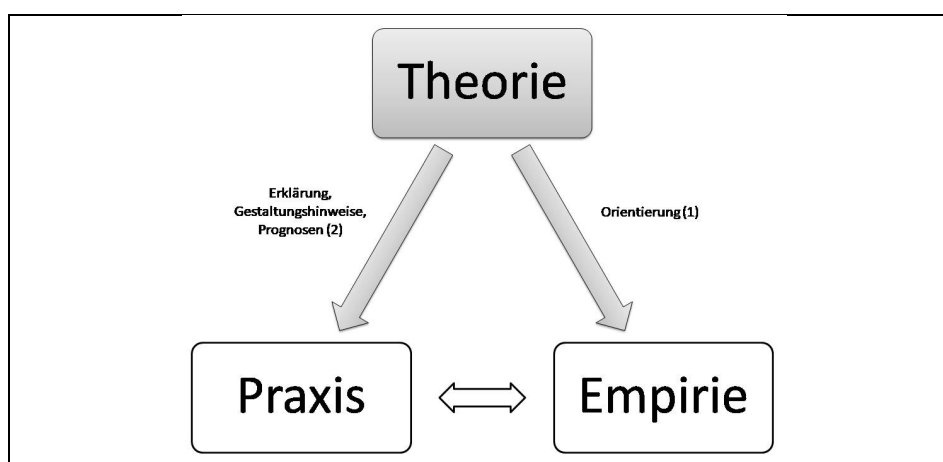 Theorie
Erklärung,
Gestaltungshinweise,
Prognosen (2)
Orientierung (1)
Praxis
Empirie